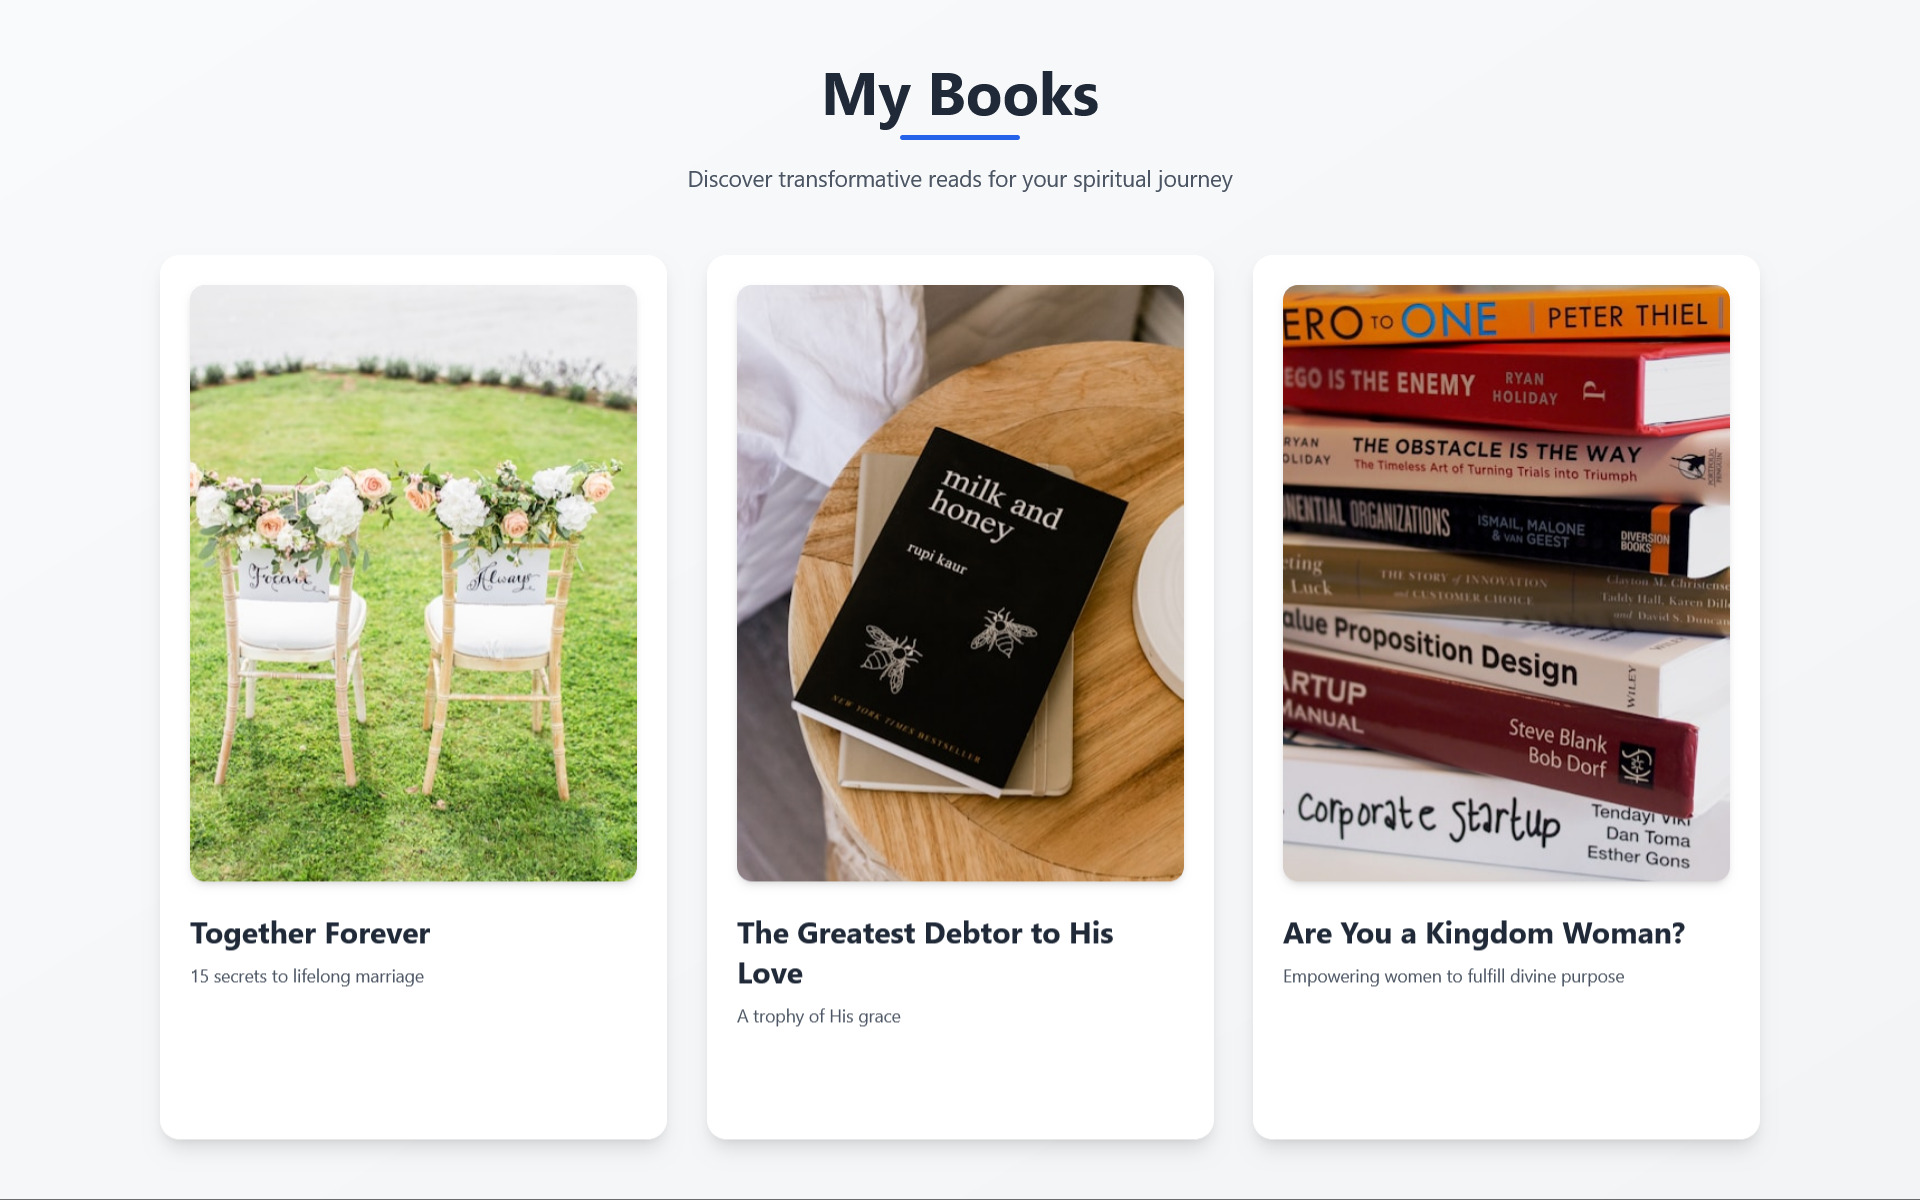 My Books
Discover transformative reads for your spiritual journey
Forever
Always
Together Forever
15 secrets to lifelong marriage
milk and
honey
rupi kaur
NEW YORK TIMES BESTSELLER
The Greatest Debtor to His
Love
A trophy of His grace
ERO TO ONE | PETER THIEL
EGO IS THE ENEMY RYAN
HOLIDAY P
RYAN
OLIDAY
THE OBSTACLE IS THE WAY
The Timeless Art of Turning Trials into Triumph
NENTIAL ORGANIZATIONS
ISMAIL, MALONE
& VAN GEEST
DIVERSION
BOOKS
eting
Luck
THE STORY of INNOVATION
and CUSTOMER CHOICE
Clayton M. Christense
Taddy Hall, Karen Dill
and David S. Duncan
alue Proposition Design
WILEY
ARTUP
MANUAL
Steve Blank
Bob Dorf
Corporate Startup
Tendayi Viki
Dan Toma
Esther Gons
Are You a Kingdom Woman?
Empowering women to fulfill divine purpose